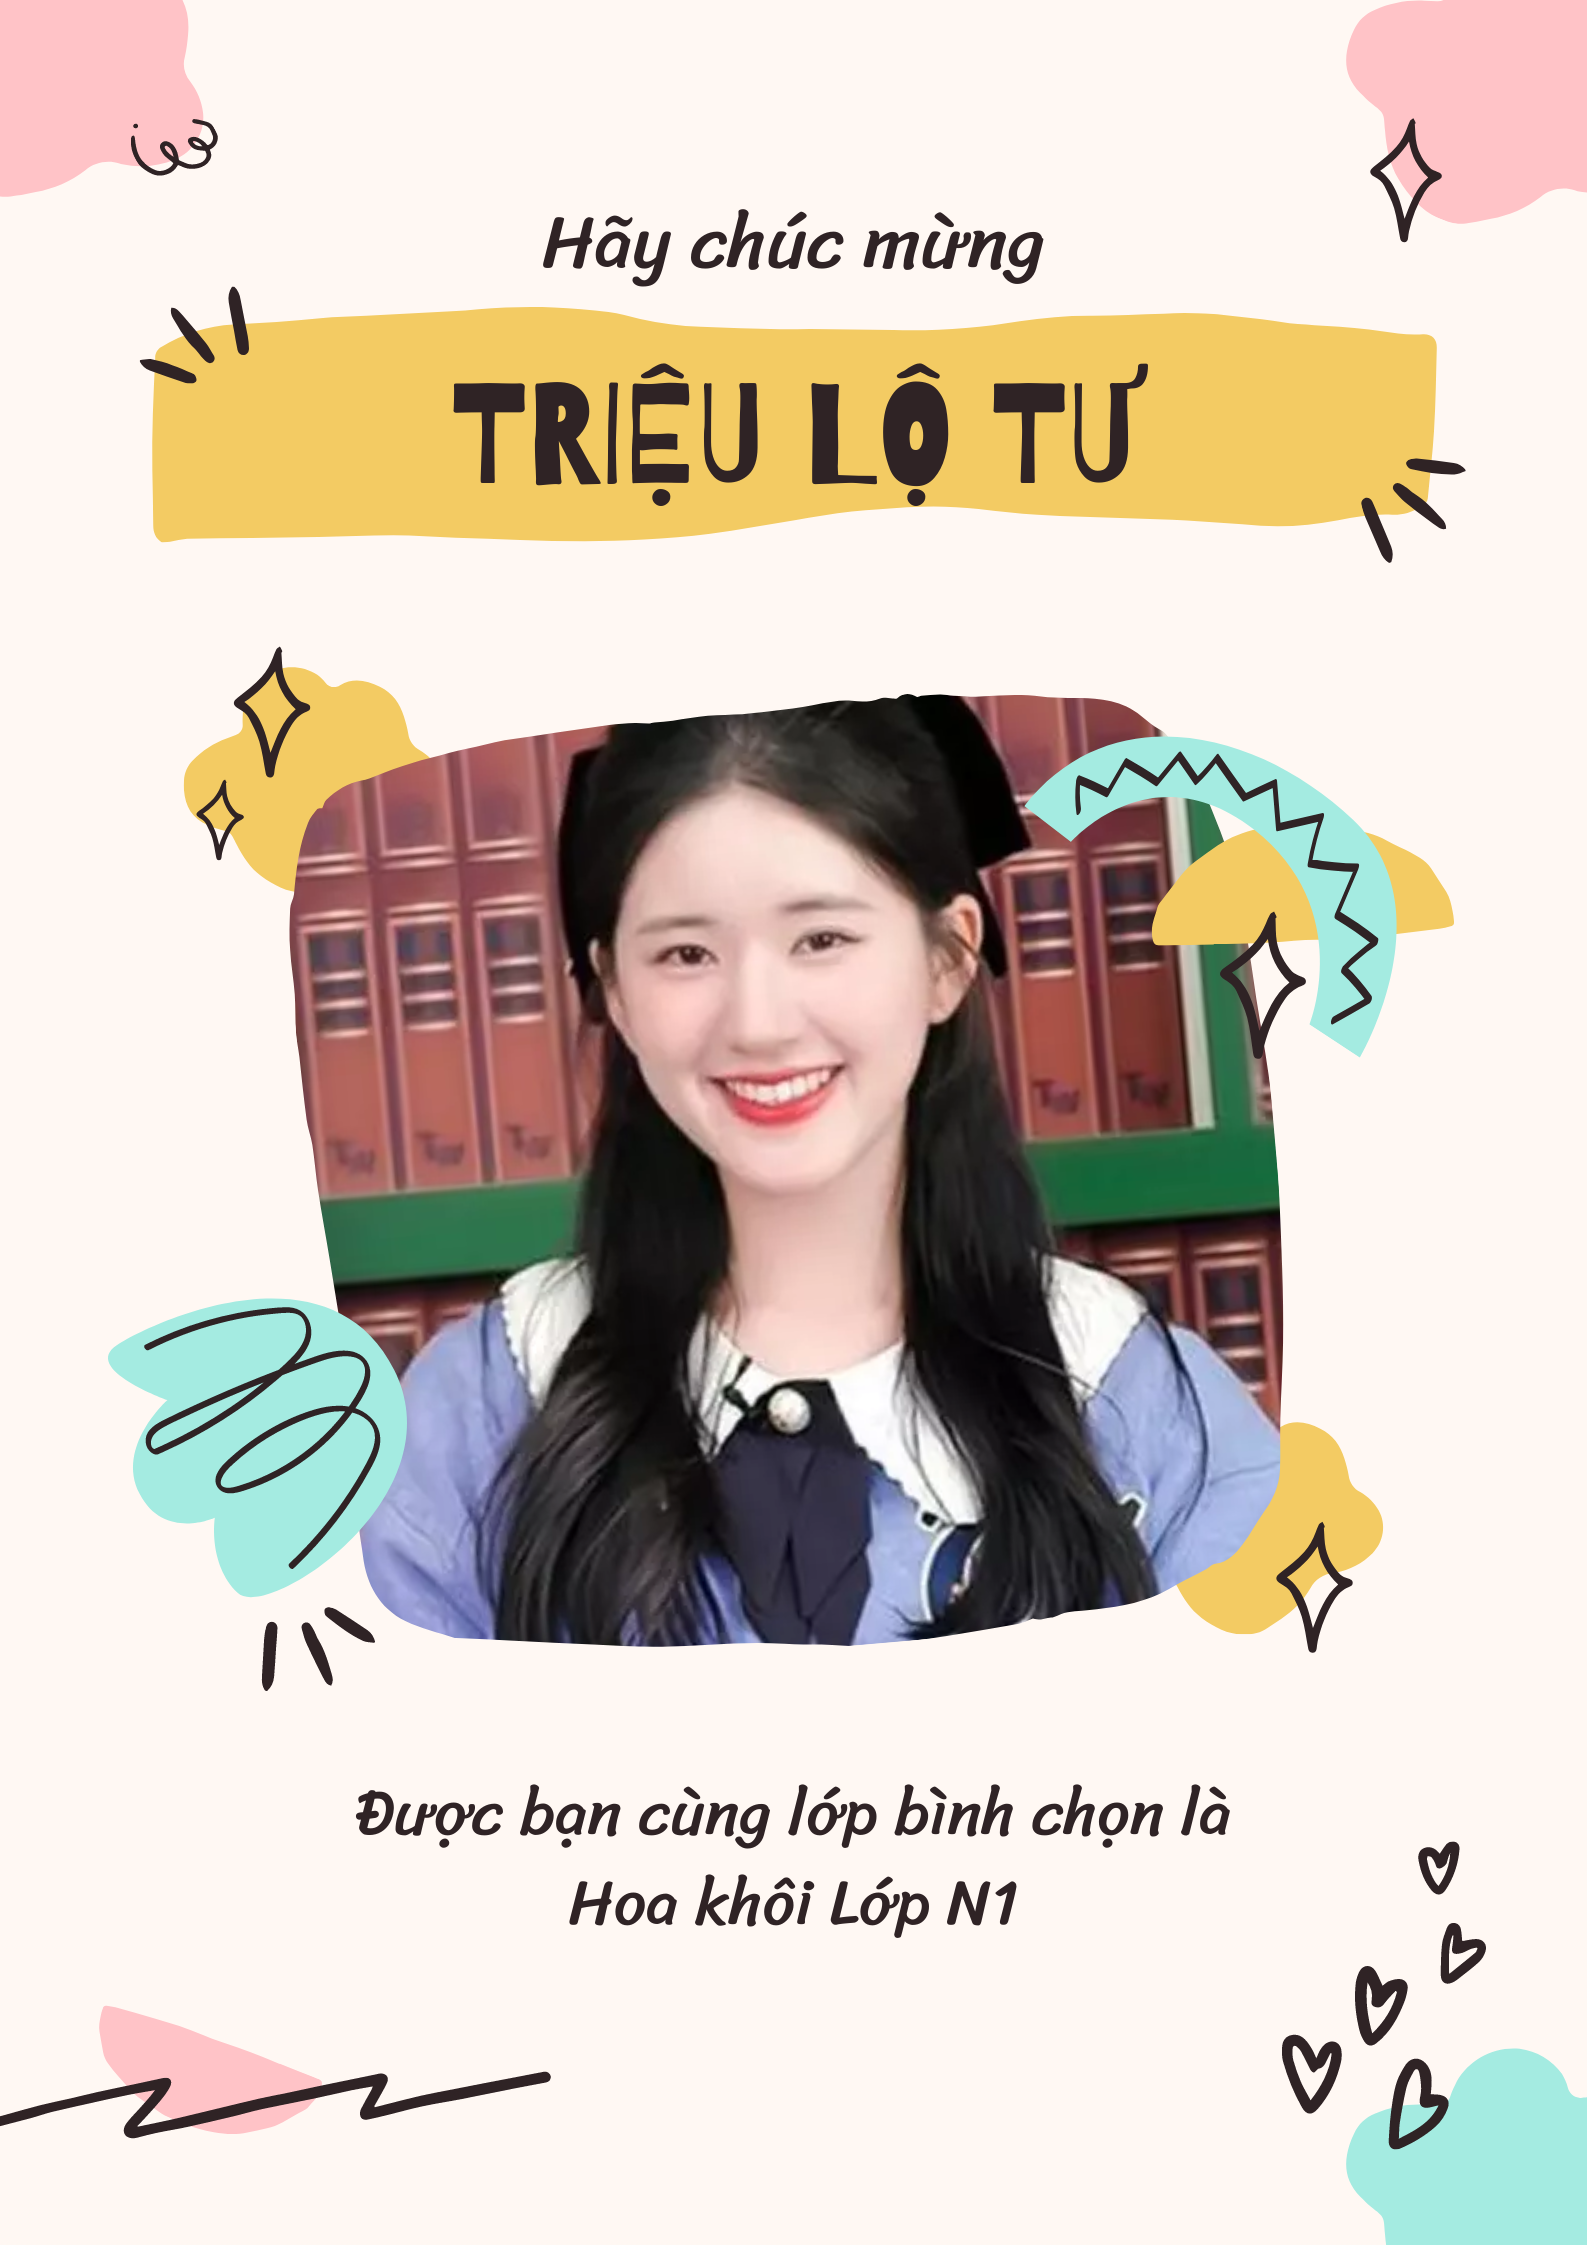 Hãy chúc mừng
TRIỆU LỘ TƯ
Được bạn cùng lớp bình chọn là
Hoa khôi Lớp N1